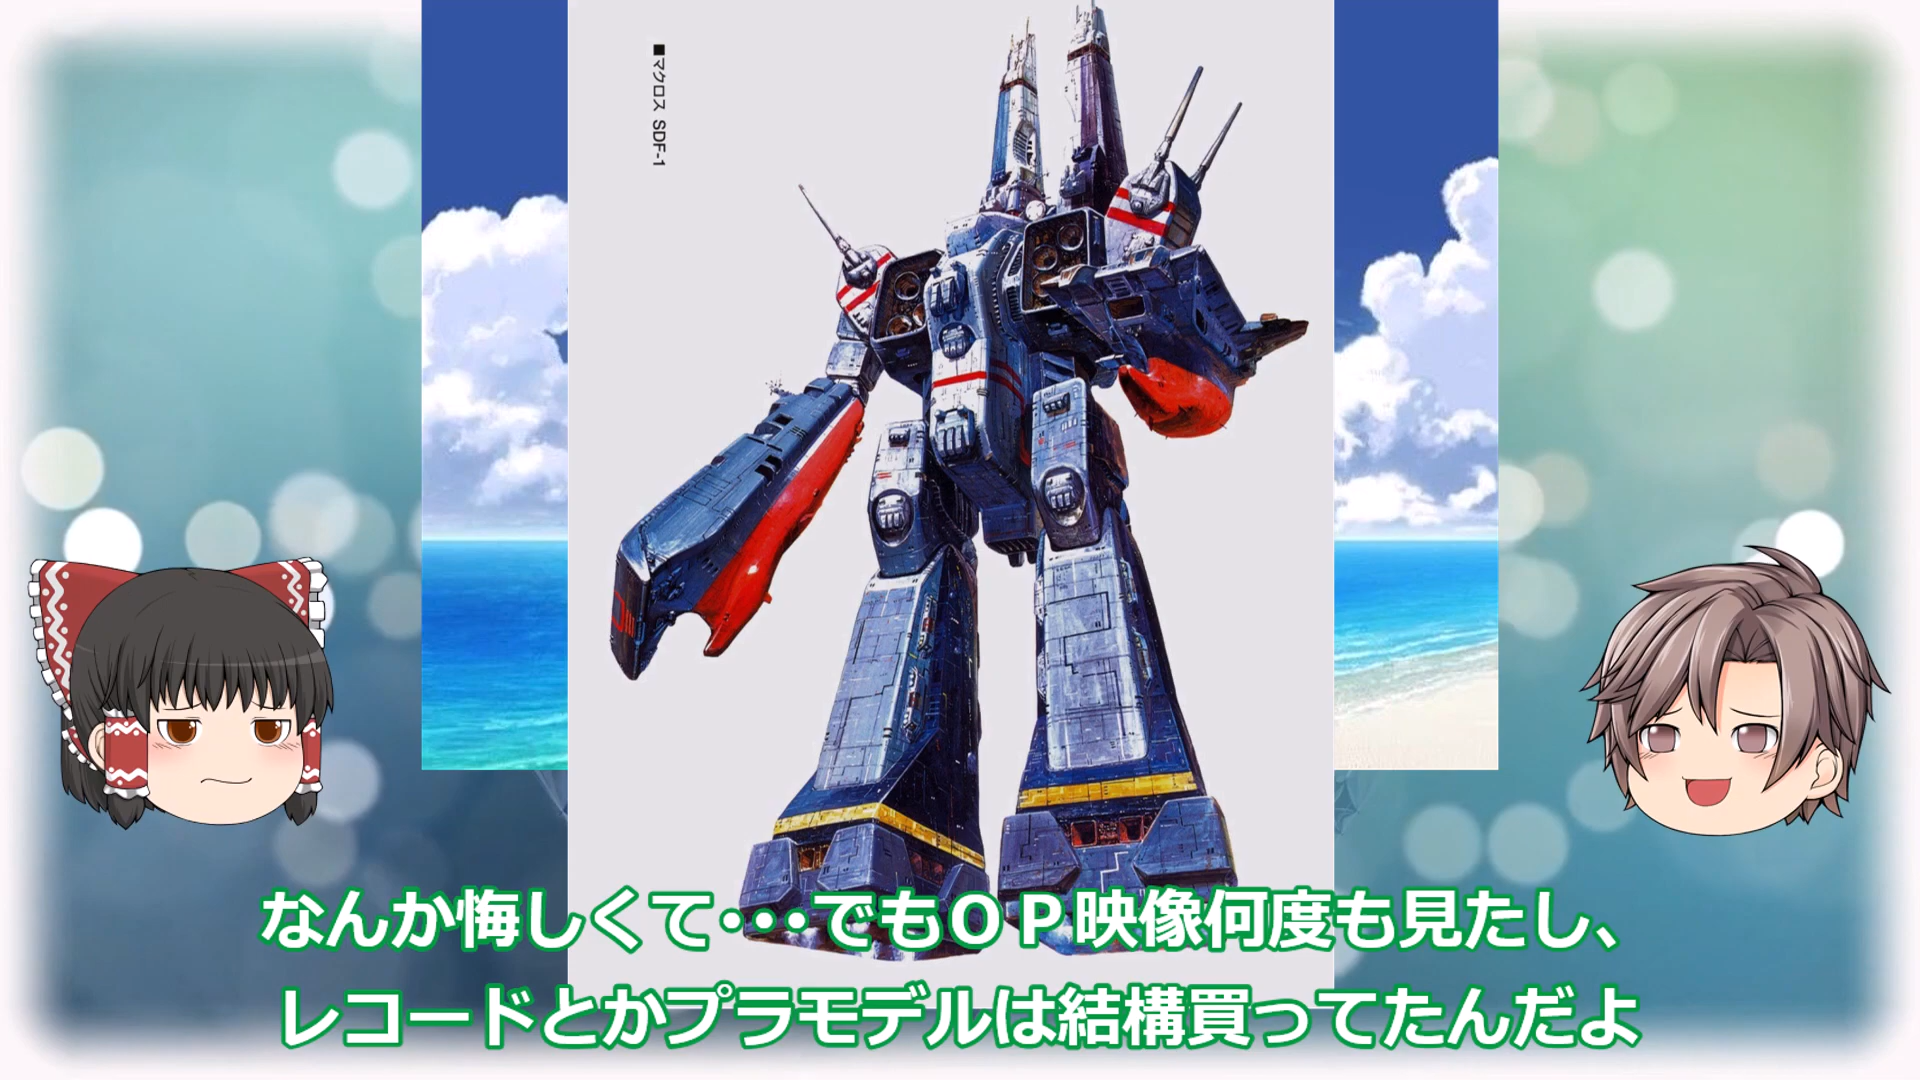 ■マクロス SDF-1
なんか悔しくて･･･でもＯＰ映像何度も見たし、
レコードとかプラモデルは結構買ってたんだよ